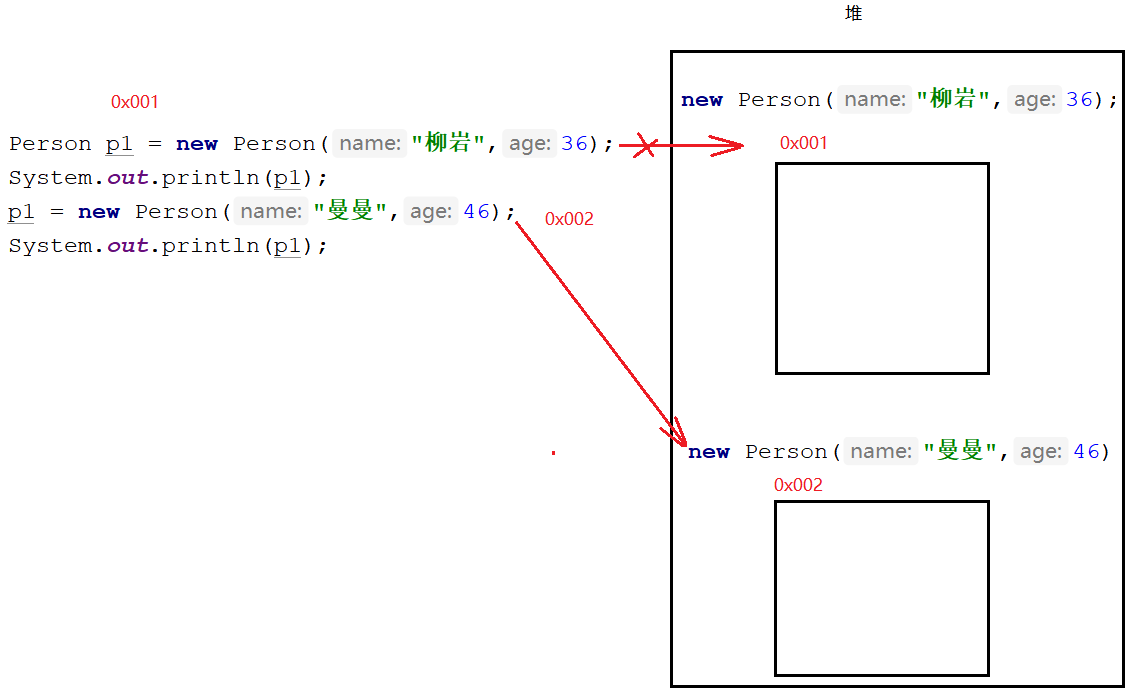 堆
0x001
Person p1 = new Person( name: "柳岩", age: 36);
System.out.println(p1);
p1 = new Person( name: "曼曼", age: 46);
0x002
System.out.println(p1);
new Person( name: "柳岩", age: 36);
0x001
new Person( name: "曼曼", age: 46)
0x002